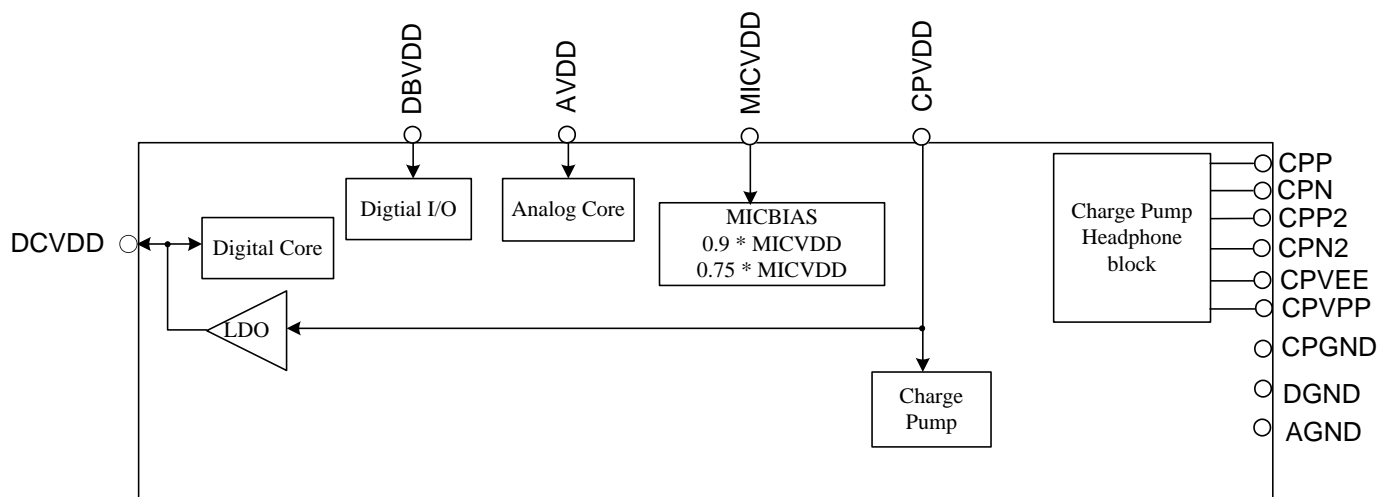 DBVDD
AVDD
MICVDD
CPVDD
Digtial I/O
Analog Core
MICBIAS
0.9 * MICVDD
0.75 * MICVDD
Charge Pump
Headphone
block
CPP
CPN
CPP2
CPN2
CPVEE
CPVPP
CPGND
DGND
AGND
DCVDD
Digital Core
LDO
Charge
Pump